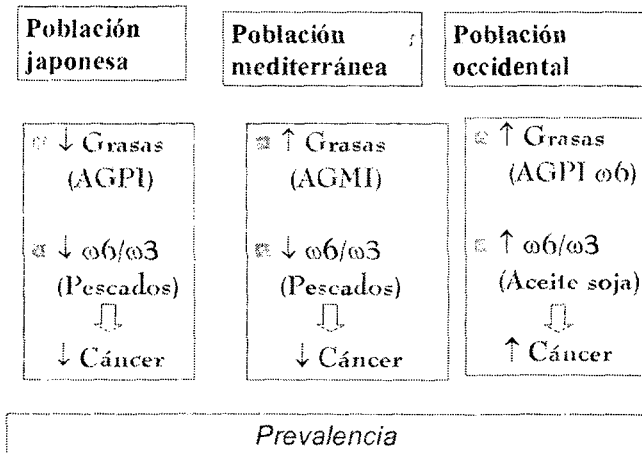 Población
japonesa
Población
mediterránea
Población
occidental
↓ Grasas
(AGPI)
↓ ω6/ω3
(Pescados)
↓ Cáncer
↑ Grasas
(AGMI)
↓ ω6/ω3
(Pescados)
↓ Cáncer
↑ Grasas
(AGPI ω6)
↑ ω6/ω3
(Aceite soja)
↑ Cáncer
Prevalencia